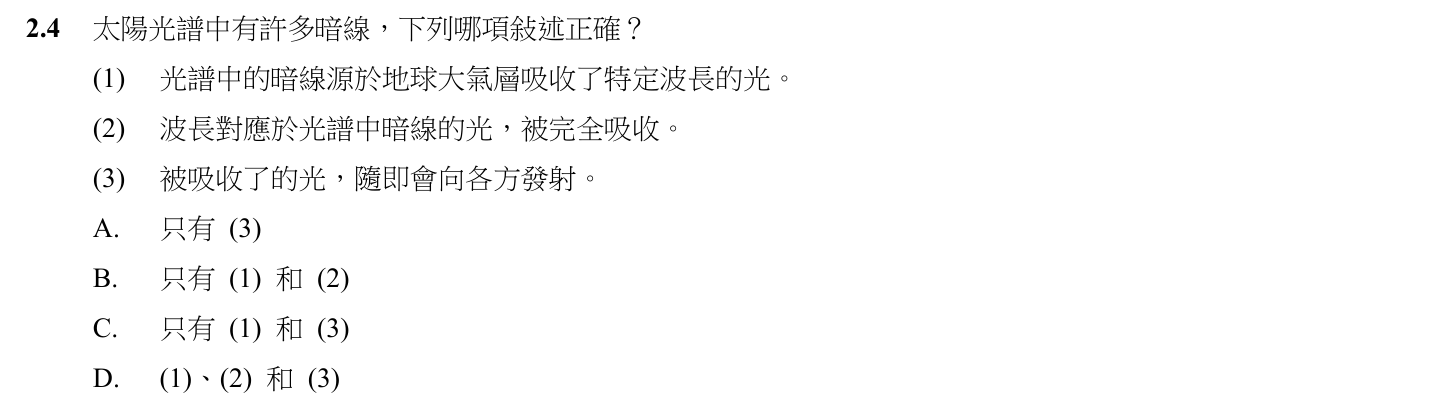 2.4 太陽光譜中有許多暗線，下列哪項敍述正確？
(1) 光譜中的暗線源於地球大氣層吸收了特定波長的光。
(2) 波長對應於光譜中暗線的光，被完全吸收。
(3) 被吸收了的光，隨即會向各方發射。
A. 只有 (3)
B. 只有 (1) 和 (2)
C. 只有 (1) 和 (3)
D. (1)、(2) 和 (3)